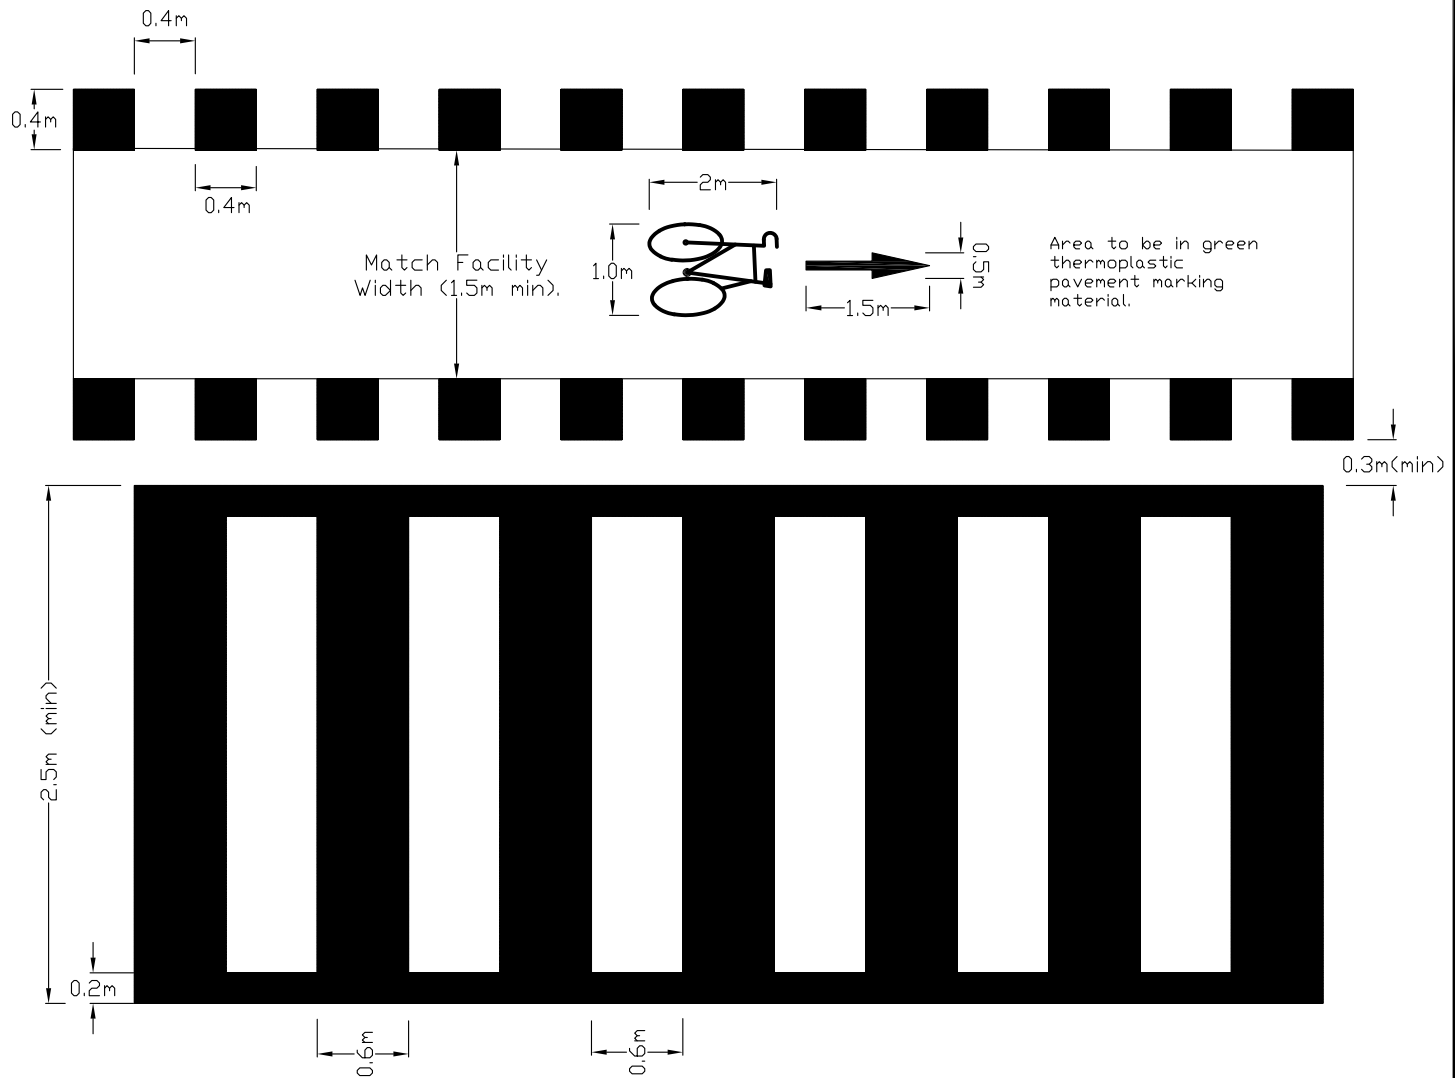 0.4m
0.4m
0.4m
2m
Match Facility
Width (1.5m min).
1.0m
0.5m
1.5m
Area to be in green
thermoplastic
pavement marking
material.
0.3m(min)
2.5m (min)
0.2m
0.6m
0.6m